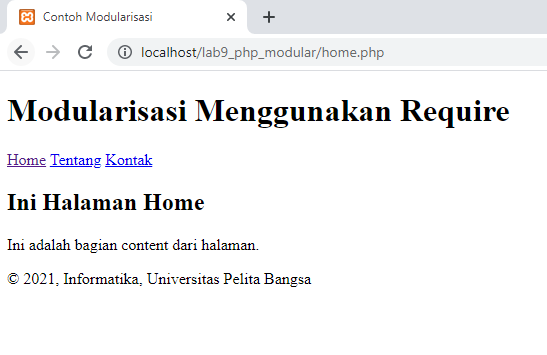 Contoh Modularisasi
localhost/lab9_php_modular/home.php
Modularisasi Menggunakan Require
Home Tentang Kontak
Ini Halaman Home
Ini adalah bagian content dari halaman.
© 2021, Informatika, Universitas Pelita Bangsa